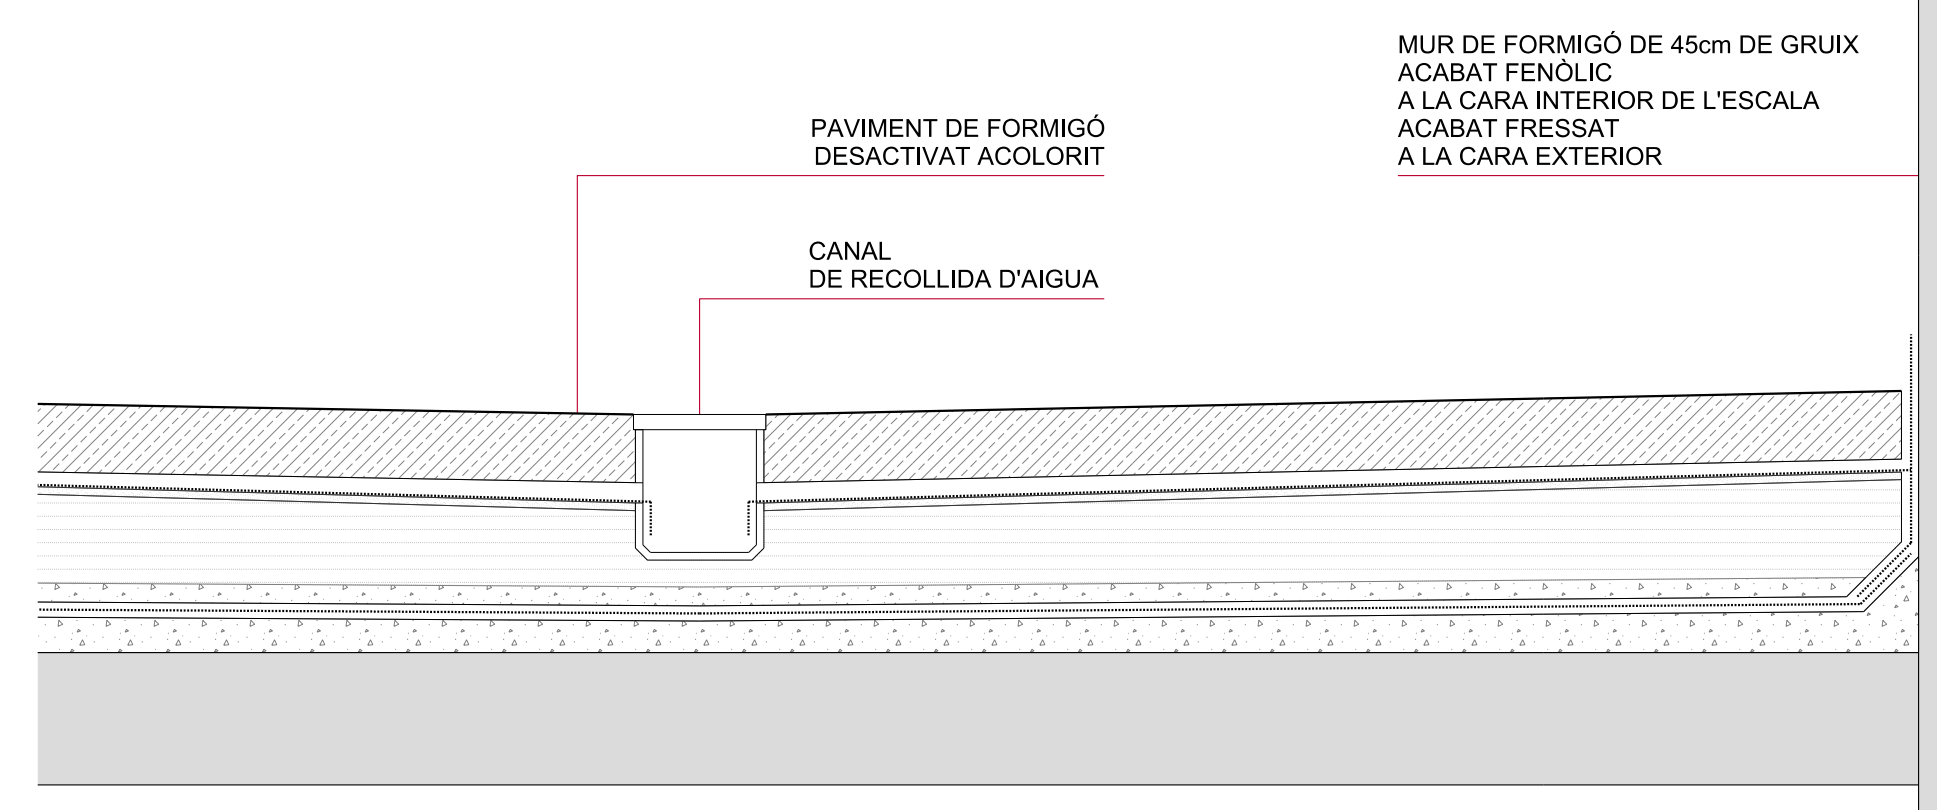 MUR DE FORMIGÓ DE 45cm DE GRUIX
ACABAT FENÒLIC
A LA CARA INTERIOR DE L'ESCALA
ACABAT FRESSAT
A LA CARA EXTERIOR
PAVIMENT DE FORMIGÓ
DESACTIVAT ACOLORIT
CANAL
DE RECOLLIDA D'AIGUA